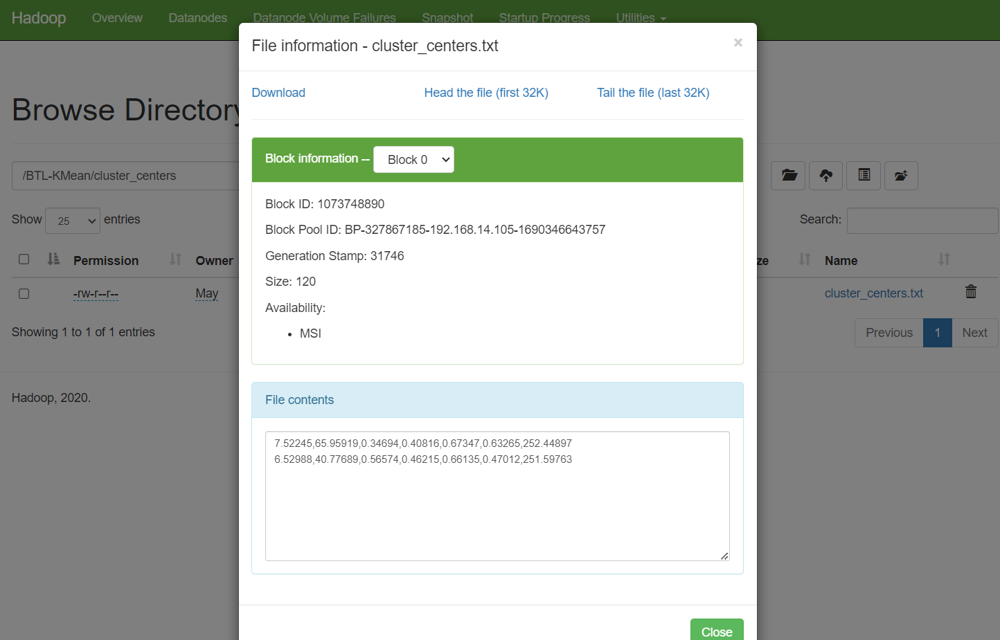 Hadoop Overview Datanodes Datanode Volume Failures Snapshot Startup Progress Utilities
File information - cluster_centers.txt ×
Download Head the file (first 32K) Tail the file (last 32K)
Browse Directory
Block information -- Block 0
/BTL-KMean/cluster_centers
Block ID: 1073748890
Show 25 entries
Search:
Block Pool ID: BP-327867185-192.168.14.105-1690346643757
Generation Stamp: 31746
Permission Owner ze Name
Size: 120
-rw-r--r-- May cluster_centers.txt
Availability:
Showing 1 to 1 of 1 entries
• MSI
Previous 1 Next
Hadoop, 2020.
File contents
7.52245,65.95919,0.34694,0.40816,0.67347,0.63265,252.44897
6.52988,40.77689,0.56574,0.46215,0.66135,0.47012,251.59763
Close